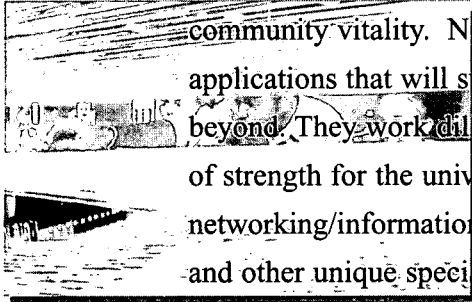 community vitality. N
applications that will s
beyond. They work dil
of strength for the univ
networking/information
and other unique speci